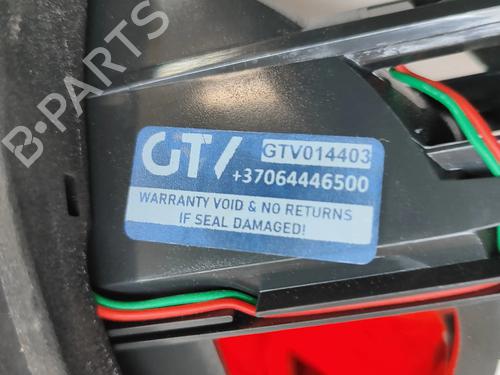 B-PARTS
GTV
GTV014403
+37064446500
WARRANTY VOID & NO RETURNS
IF SEAL DAMAGED!